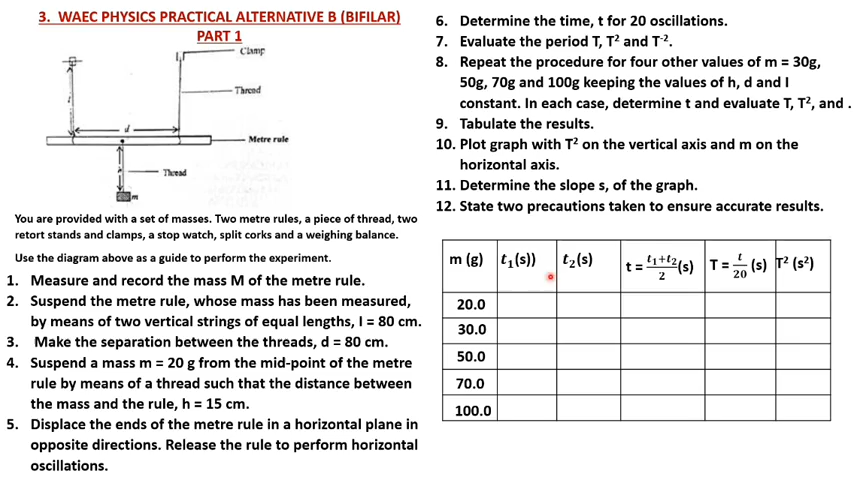 3. WAEC PHYSICS PRACTICAL ALTERNATIVE B (BIFILAR)
PART 1
Clamp
Thread
l
d
Metre rule
h
Thread
m
You are provided with a set of masses. Two metre rules, a piece of thread, two
retort stands and clamps, a stop watch, split corks and a weighing balance.
Use the diagram above as a guide to perform the experiment.
1. Measure and record the mass M of the metre rule.
2. Suspend the metre rule, whose mass has been measured,
by means of two vertical strings of equal lengths, l = 80 cm.
3. Make the separation between the threads, d = 80 cm.
4. Suspend a mass m = 20 g from the mid-point of the metre
rule by means of a thread such that the distance between
the mass and the rule, h = 15 cm.
5. Displace the ends of the metre rule in a horizontal plane in
opposite directions. Release the rule to perform horizontal
oscillations.
6. Determine the time, t for 20 oscillations.
7. Evaluate the period T, T² and T⁻².
8. Repeat the procedure for four other values of m = 30g,
50g, 70g and 100g keeping the values of h, d and l
constant. In each case, determine t and evaluate T, T², and .
9. Tabulate the results.
10. Plot graph with T² on the vertical axis and m on the
horizontal axis.
11. Determine the slope s, of the graph.
12. State two precautions taken to ensure accurate results.
m (g) t₁(s)) t₂(s) t = (t₁+t₂)/2 (s) T = t/20 (s) T² (s²)
20.0
30.0
50.0
70.0
100.0